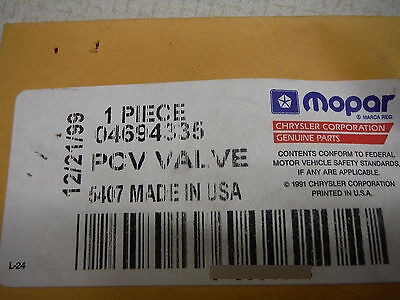 12/21/99
1 PIECE
04694335
PCV VALVE
5407 MADE IN USA
L-24
Mopar
® MARCA REG.
CHRYSLER CORPORATION
GENUINE PARTS
CONTENTS CONFORM TO FEDERAL
MOTOR VEHICLE SAFETY STANDARDS,
IF ANY ARE APPLICABLE.
© 1991 CHRYSLER CORPORATION
PRINTED IN U.S.A.